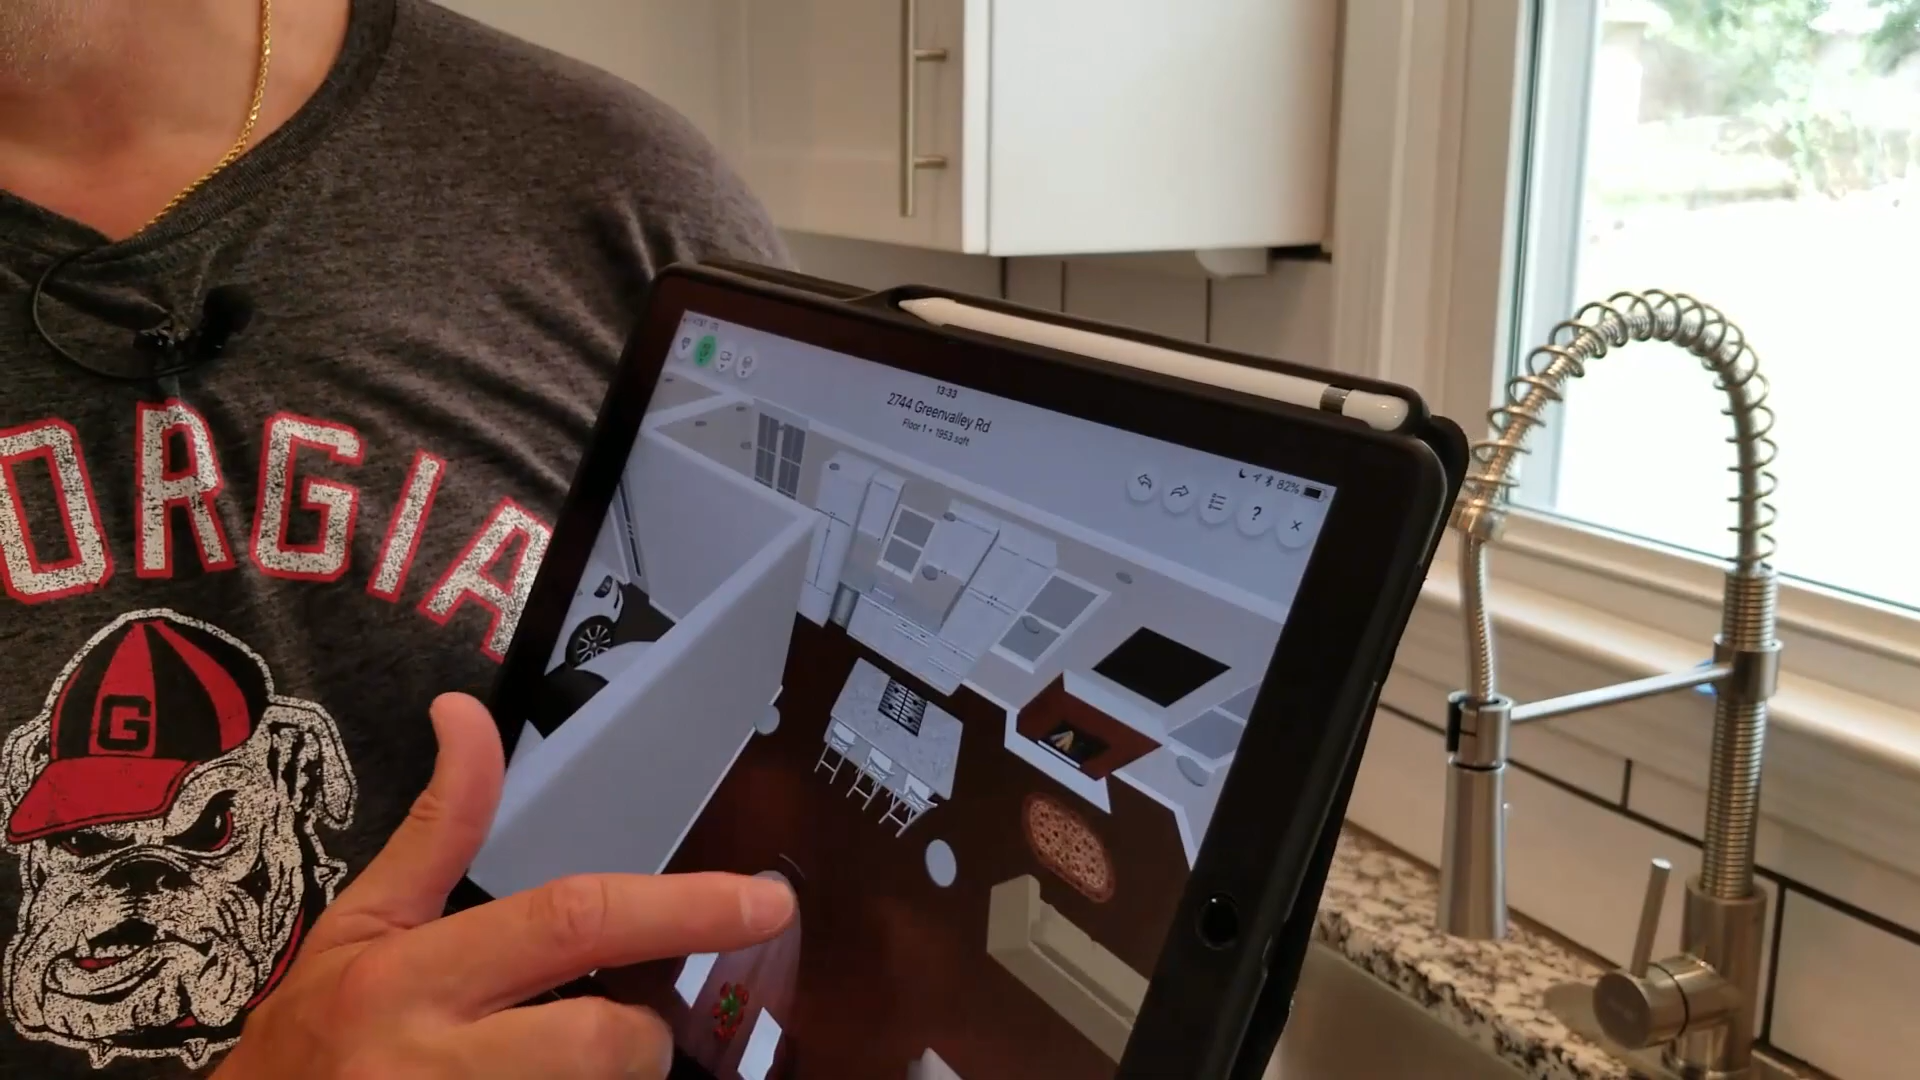 13:33
2744 Greenvalley Rd
Floor 1 • 1953 sqft
82%
?
ORGIA
G